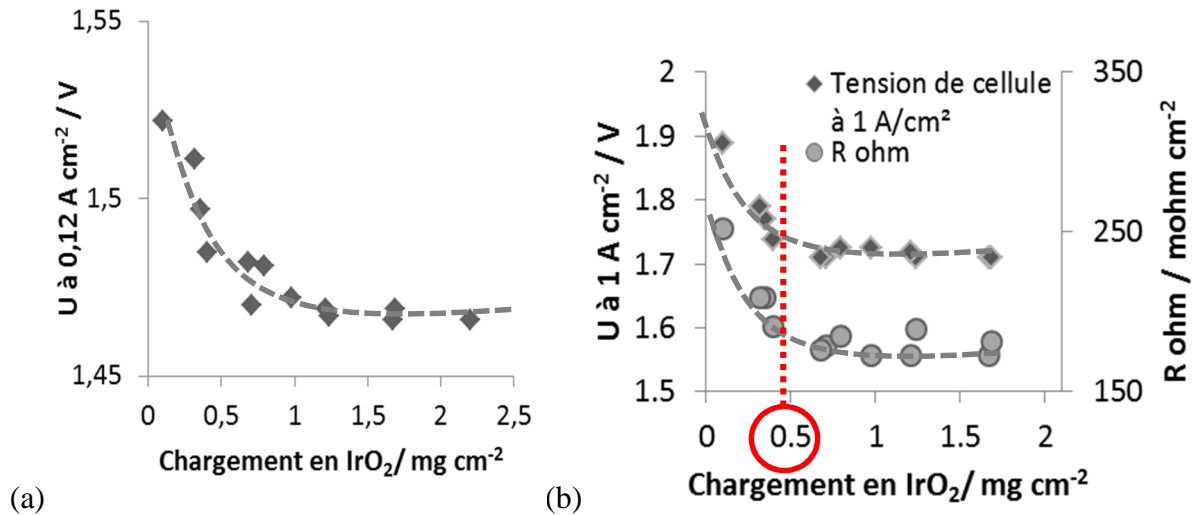 1,55
1,5
1,45
U à 0,12 A cm-2 / V
0 0,5 1 1,5 2 2,5
Chargement en IrO2/ mg cm-2
(a)
2
1.9
1.8
1.7
1.6
1.5
U à 1 A cm-2 / V
Tension de cellule
à 1 A/cm²
R ohm
350
250
150
R ohm / mohm cm-2
0 0.5 1 1.5 2
Chargement en IrO2/ mg cm-2
(b)